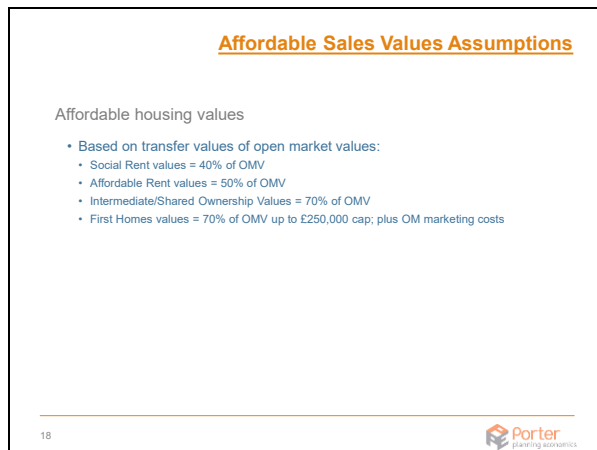 Affordable Sales Values Assumptions
Affordable housing values
• Based on transfer values of open market values:
• Social Rent values = 40% of OMV
• Affordable Rent values = 50% of OMV
• Intermediate/Shared Ownership Values = 70% of OMV
• First Homes values = 70% of OMV up to £250,000 cap; plus OM marketing costs
18
Porter
planning economics